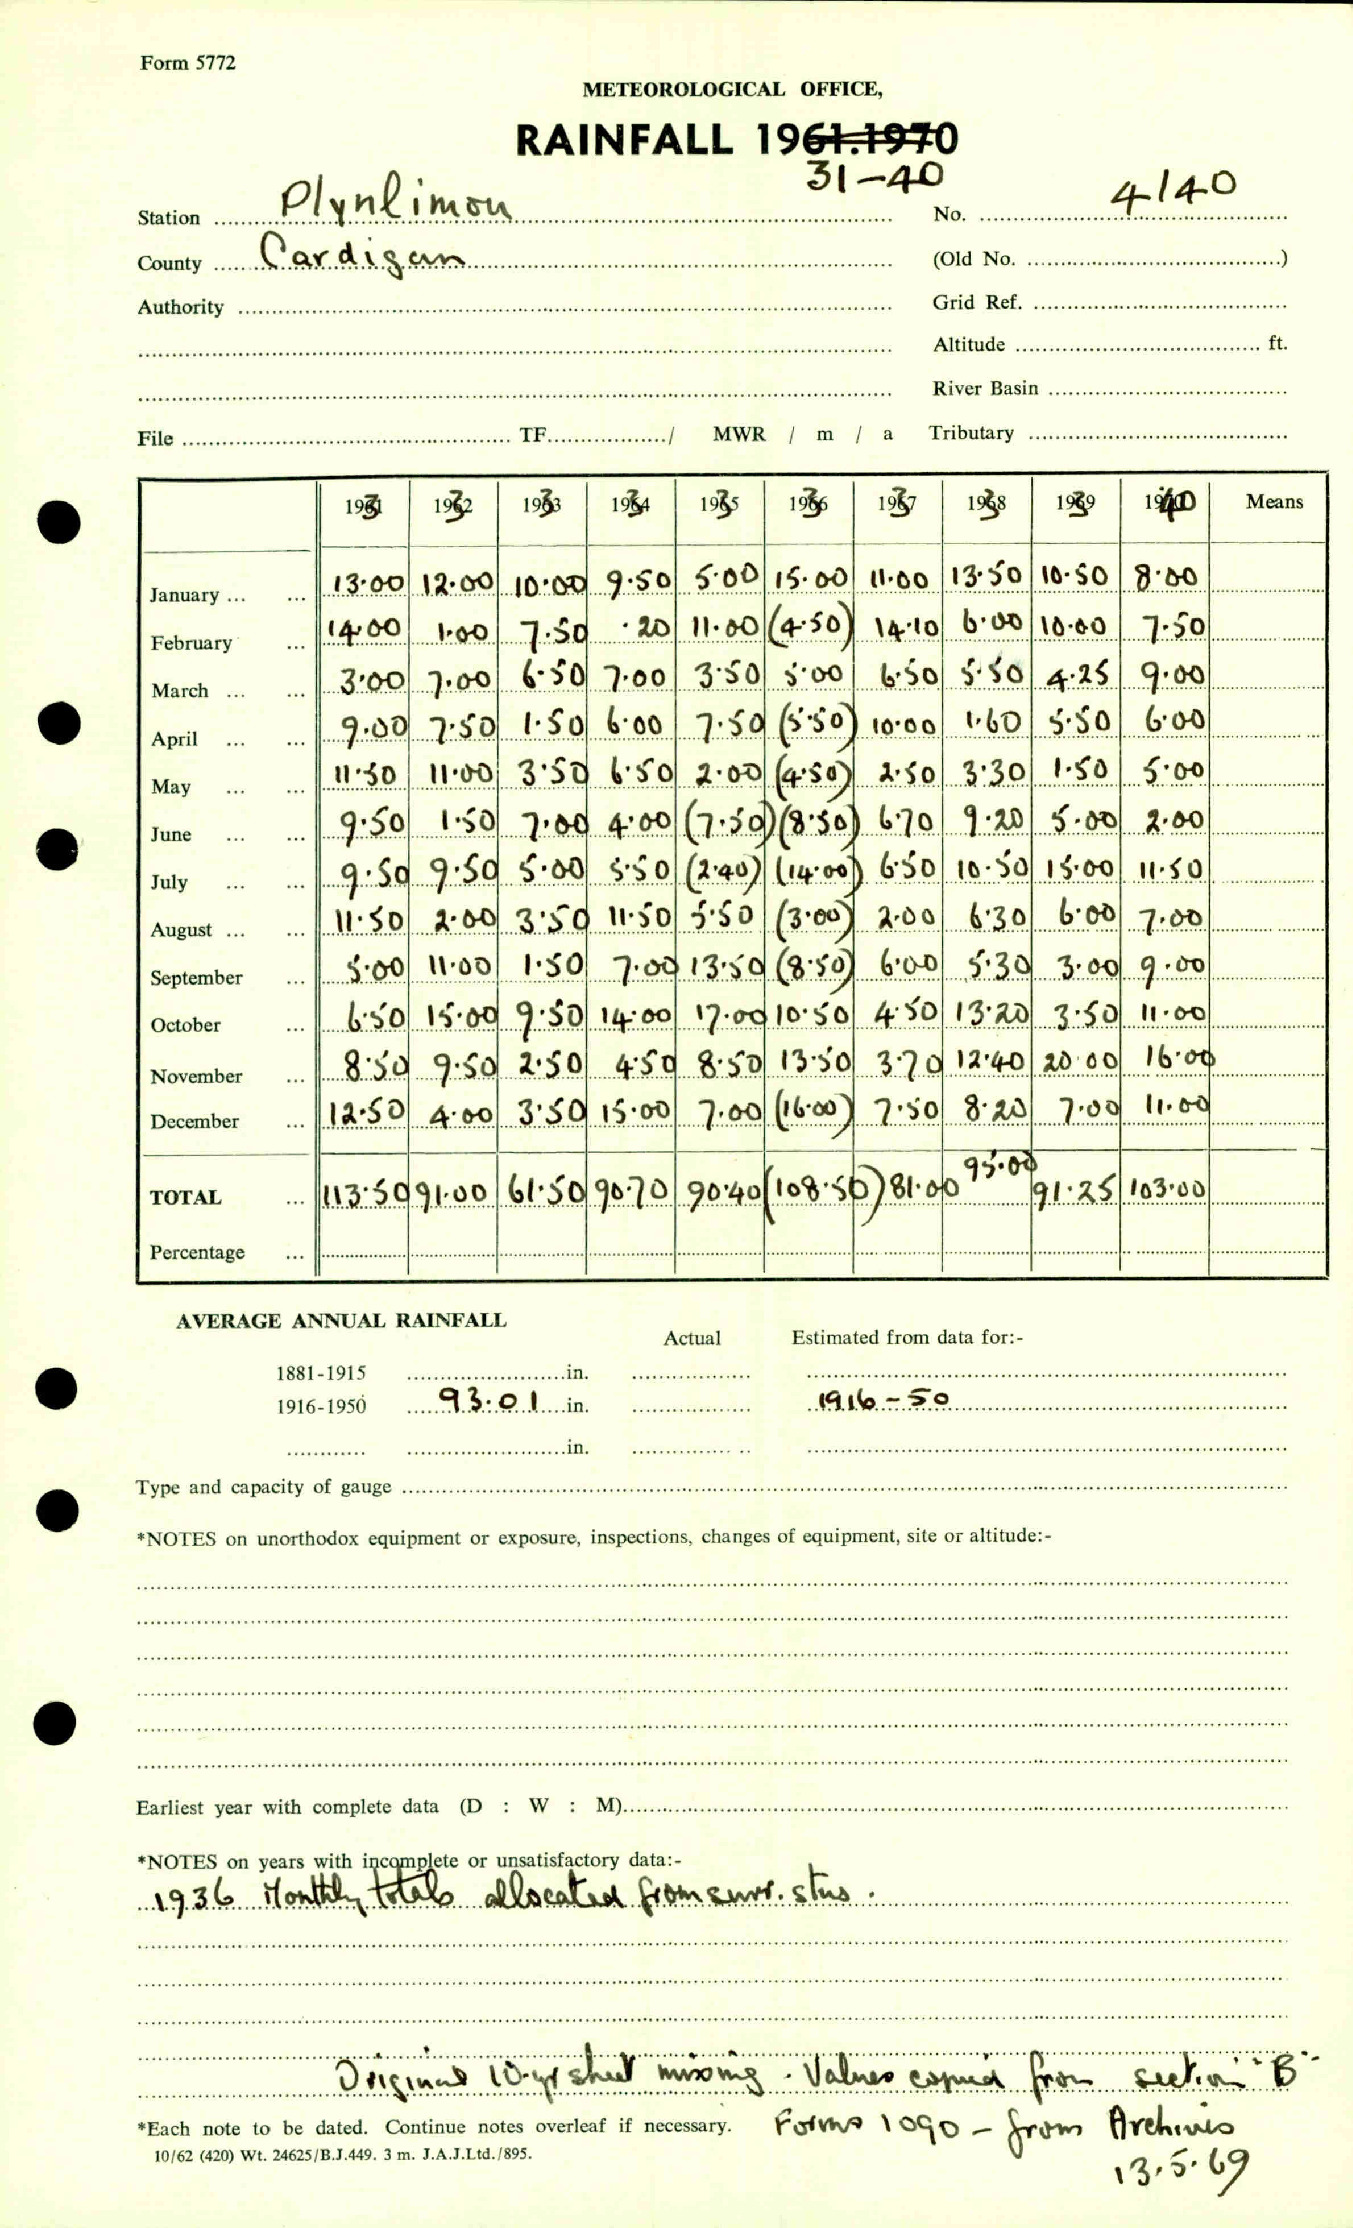 Form 5772
METEOROLOGICAL OFFICE,
RAINFALL 1961-1970
31-40
Station Plynlimon No. 4/40
County Cardigan (Old No. )
Authority Grid Ref.
Altitude ft.
River Basin
File TF / MWR / m / a Tributary
1931 1932 1933 1934 1935 1936 1937 1938 1939 1940 Means
January ... ... 13.00 12.00 10.00 9.50 5.00 15.00 11.00 13.50 10.50 8.00
February ... 14.00 1.00 7.50 .20 11.00 (4.50) 14.10 6.00 10.00 7.50
March ... ... 3.00 7.00 6.50 7.00 3.50 5.00 6.50 5.50 4.25 9.00
April ... ... 9.00 7.50 1.50 6.00 7.50 (5.50) 10.00 1.60 5.50 6.00
May ... ... 11.50 11.00 3.50 6.50 2.00 (4.50) 2.50 3.30 1.50 5.00
June ... ... 9.50 1.50 7.00 4.00 (7.50) (8.50) 6.70 9.20 5.00 2.00
July ... ... 9.50 9.50 5.00 5.50 (2.40) (14.00) 6.50 10.50 15.00 11.50
August ... ... 11.50 2.00 3.50 11.50 5.50 (3.00) 2.00 6.30 6.00 7.00
September ... 5.00 11.00 1.50 7.00 13.50 (8.50) 6.00 5.30 3.00 9.00
October ... 6.50 15.00 9.50 14.00 17.00 10.50 4.50 13.20 3.50 11.00
November ... 8.50 9.50 2.50 4.50 8.50 13.50 3.70 12.40 20.00 16.00
December ... 12.50 4.00 3.50 15.00 7.00 (16.00) 7.50 8.20 7.00 11.00
TOTAL ... 113.50 91.00 61.50 90.70 90.40 (108.50) 81.00 95.00 91.25 103.00
Percentage ...
AVERAGE ANNUAL RAINFALL
Actual Estimated from data for:-
1881-1915 in.
1916-1950 93.01 in. 1916-50
in.
Type and capacity of gauge
*NOTES on unorthodox equipment or exposure, inspections, changes of equipment, site or altitude:-
Earliest year with complete data (D : W : M)
*NOTES on years with incomplete or unsatisfactory data:-
1936 Monthly totals allocated from surr. stns.
Original 10-yr sheet missing. Values copied from section "B"
*Each note to be dated. Continue notes overleaf if necessary. Forms 1090 - from Archives
10/62 (420) Wt. 24625/B.J.449. 3 m. J.A.J.Ltd./895.
13.5.69